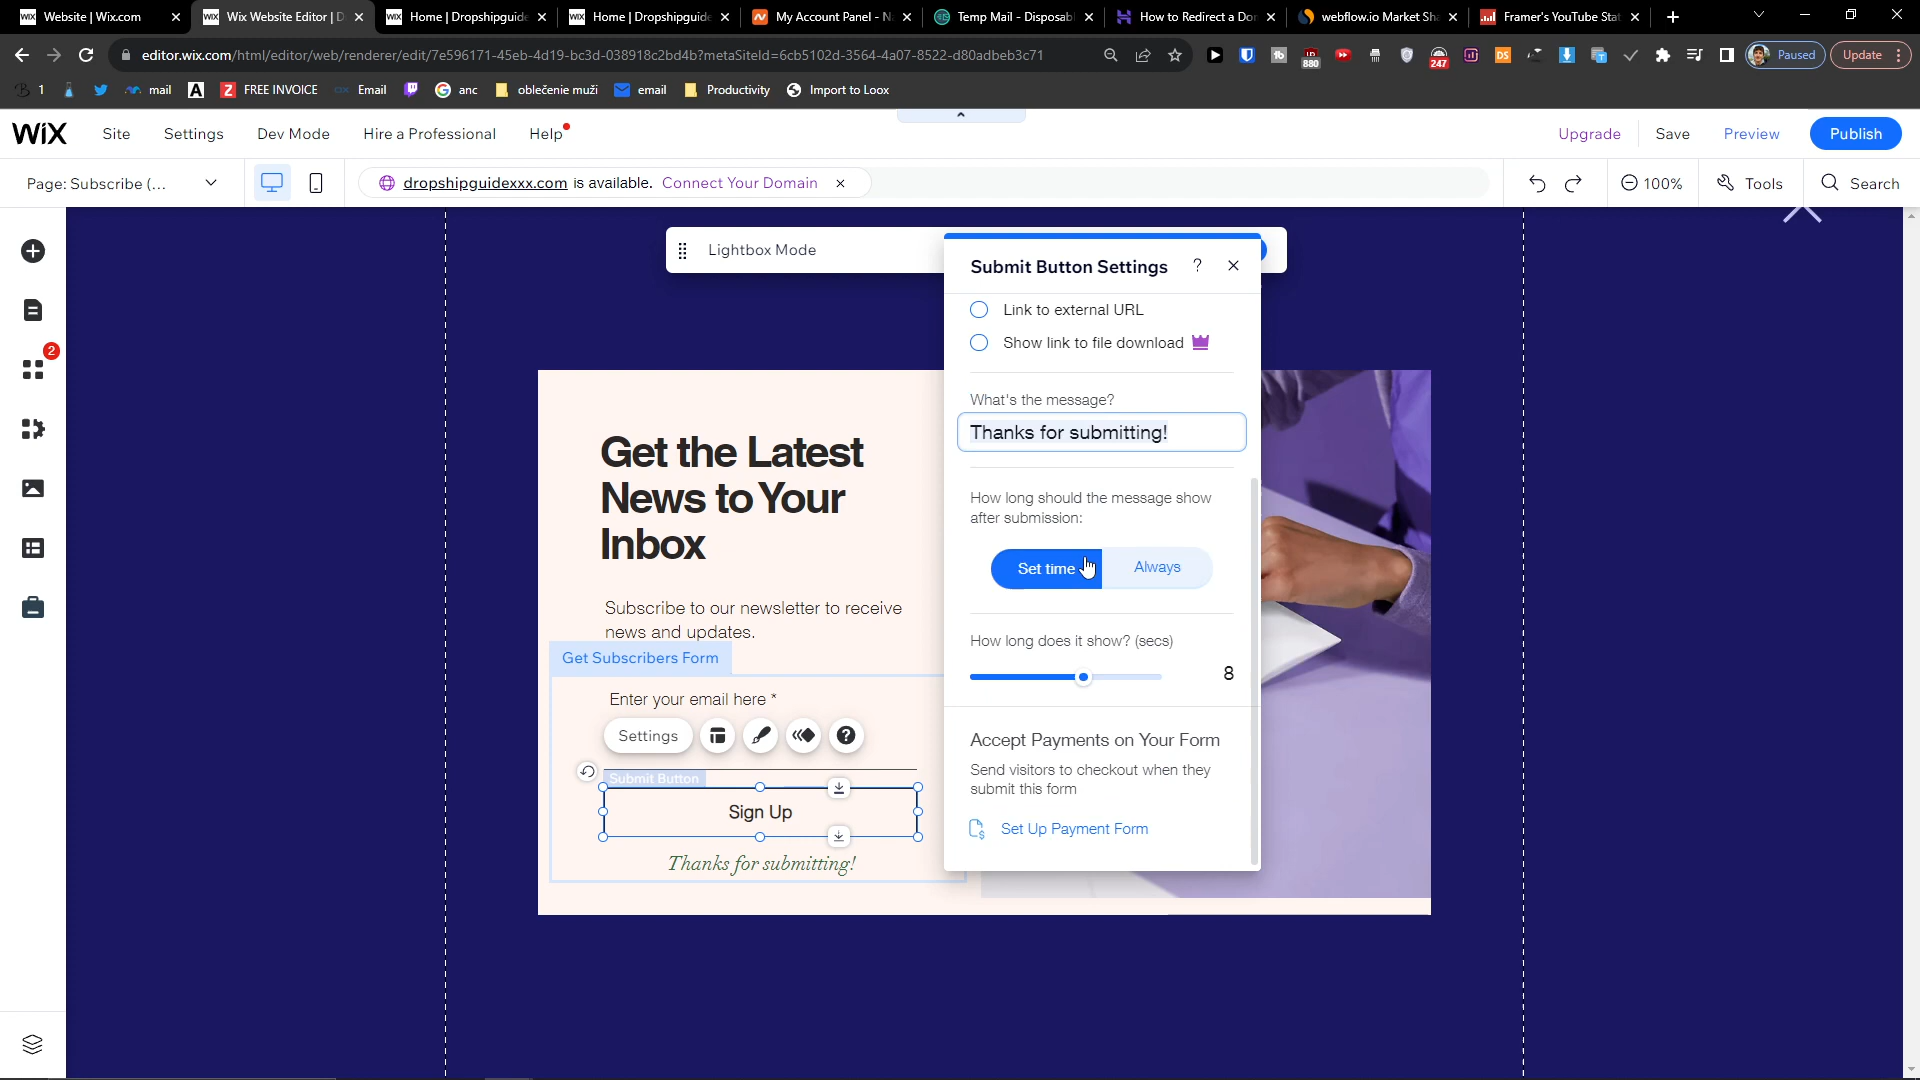 Website | Wix.com
Wix Website Editor | D
Home | Dropshipguide
Home | Dropshipguide
My Account Panel - N
Temp Mail - Disposabl
How to Redirect a Dor
webflow.io Market Sh
Framer's YouTube Stat
editor.wix.com/html/editor/web/renderer/edit/7e596171-45eb-4d19-bc3d-038918c2bd4b?metaSiteId=6cb5102d-3564-4a07-8522-d80adbeb3c71
880
247
Paused
Update
1
mail
FREE INVOICE
Email
anc
oblečenie muži
email
Productivity
Import to Loox
WiX
Site
Settings
Dev Mode
Hire a Professional
Help
Upgrade
Save
Preview
Publish
Page: Subscribe (...
dropshipguidexxx.com is available. Connect Your Domain
100%
Tools
Search
2
Lightbox Mode
Submit Button Settings
?
Link to external URL
Show link to file download
What's the message?
Thanks for submitting!
How long should the message show
after submission:
Set time
Always
How long does it show? (secs)
8
Accept Payments on Your Form
Send visitors to checkout when they
submit this form
Set Up Payment Form
Get the Latest
News to Your
Inbox
Subscribe to our newsletter to receive
news and updates.
Get Subscribers Form
Enter your email here *
Settings
Submit Button
Sign Up
Thanks for submitting!